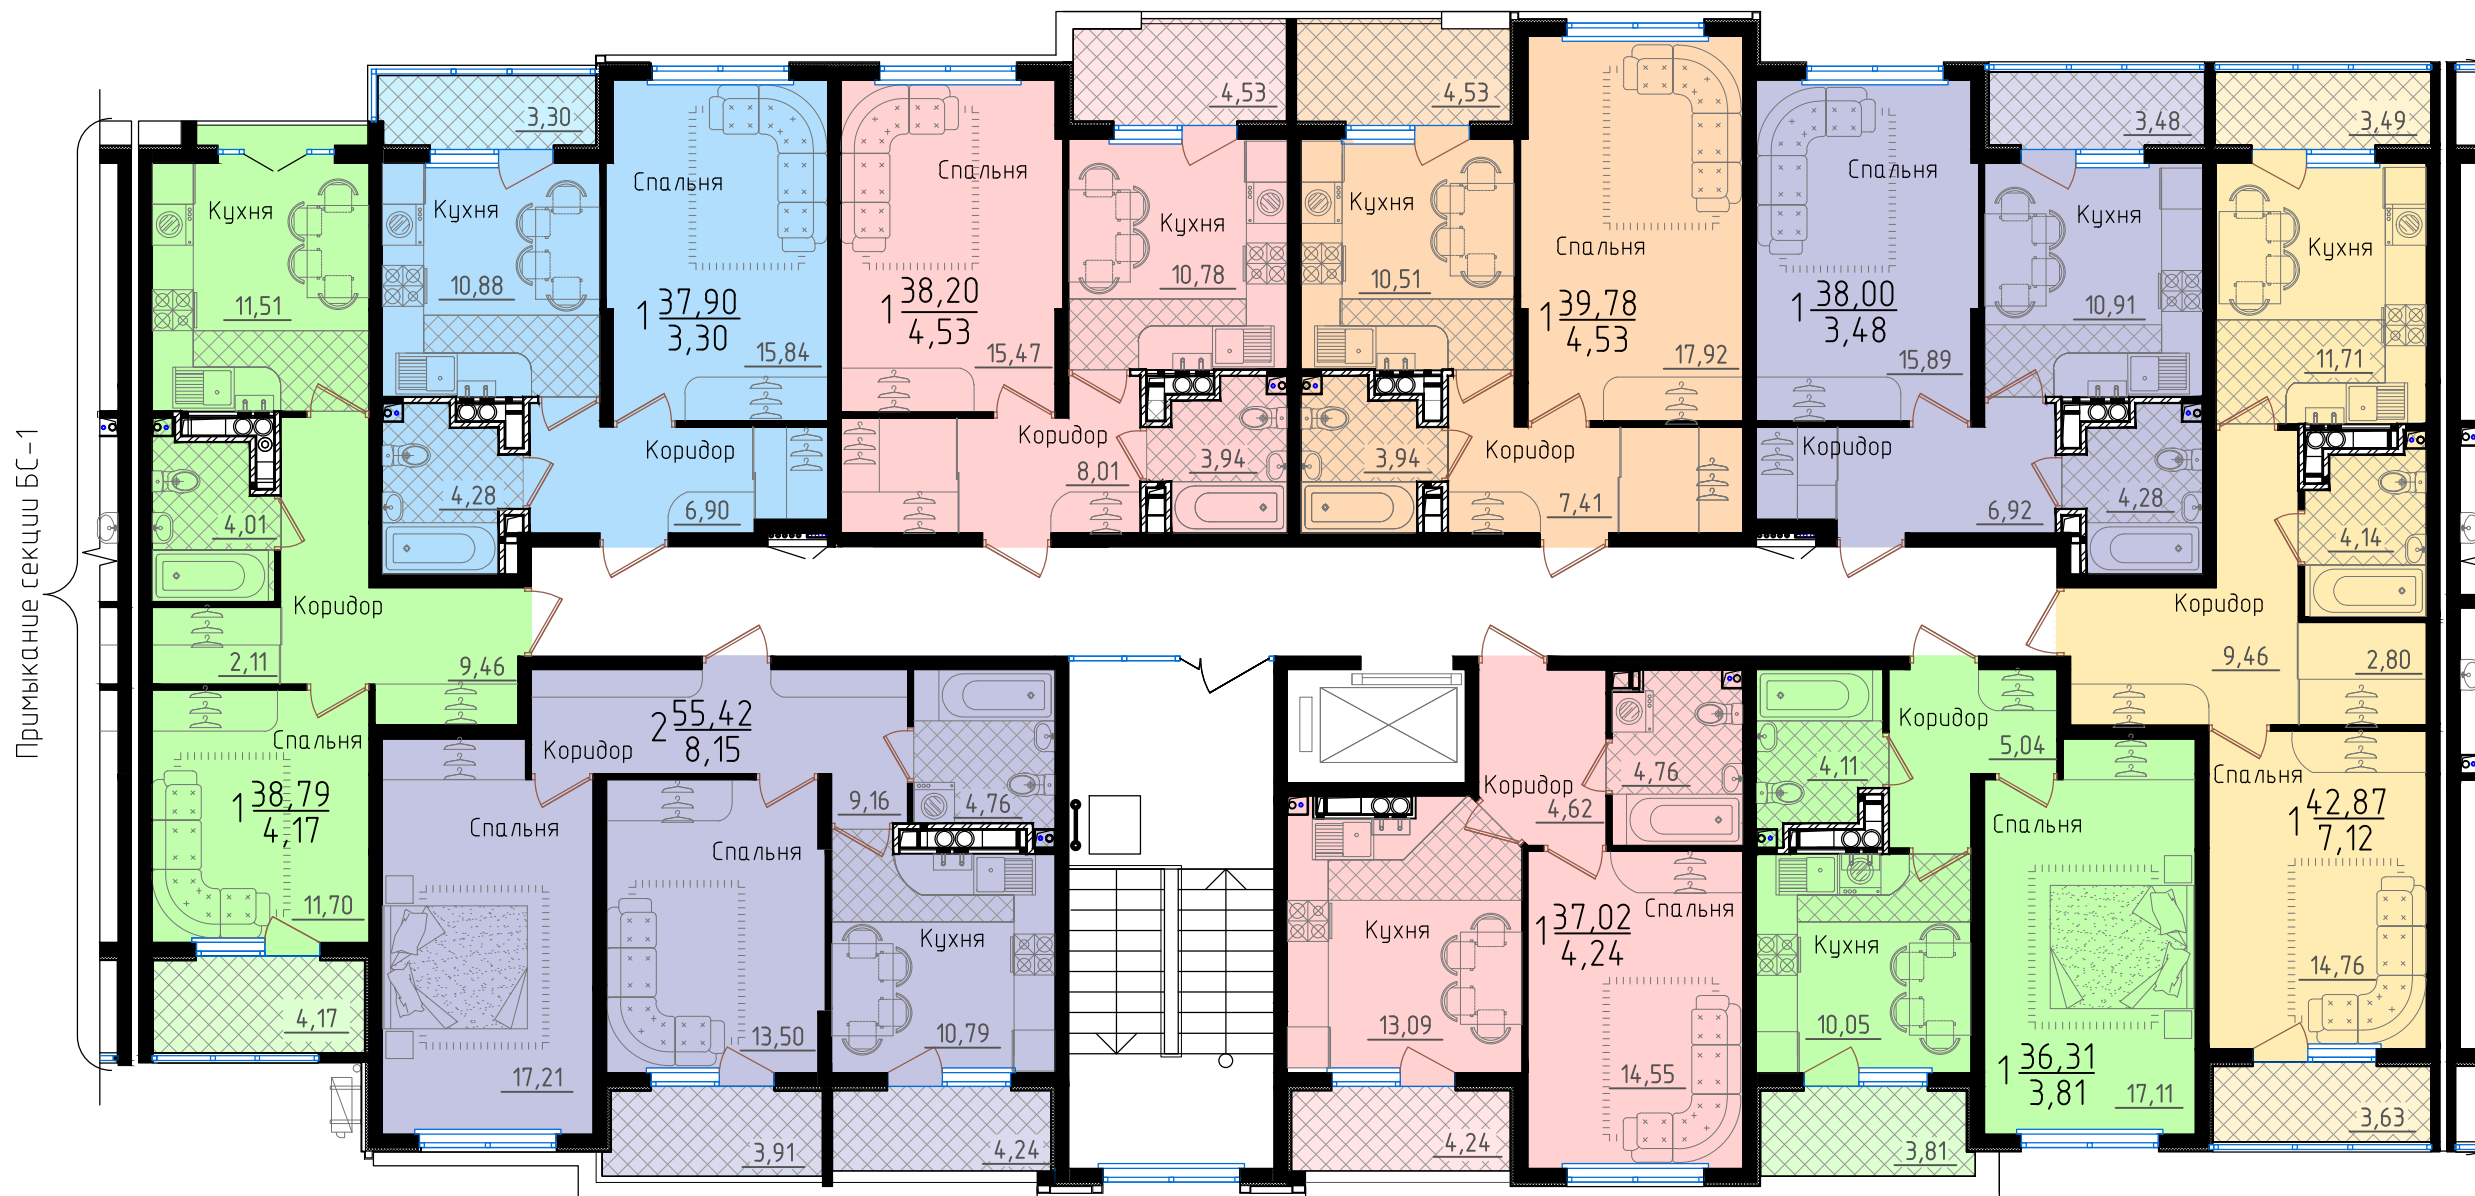 Примыкание секции БС-1
Кухня
11,51
4,01
Коридор
2,11
9,46
Спальня
1 38,79
4,17
11,70
4,17
3,30
Кухня
10,88
4,28
Спальня
1 37,90
3,30
15,84
Коридор
6,90
Спальня
1 38,20
4,53
15,47
4,53
Кухня
10,78
Коридор
8,01
3,94
4,53
Кухня
10,51
3,94
Спальня
1 39,78
4,53
17,92
Коридор
7,41
Спальня
1 38,00
3,48
15,89
3,48
Кухня
10,91
Коридор
6,92
4,28
3,49
Кухня
11,71
4,14
Коридор
9,46
2,80
Спальня
1 42,87
7,12
14,76
3,63
2 55,42
8,15
Коридор
9,16
4,76
Спальня
17,21
Спальня
13,50
Кухня
10,79
3,91
4,24
Коридор
4,62
4,76
Кухня
13,09
1 37,02
4,24
Спальня
14,55
4,24
4,11
Коридор
5,04
Кухня
10,05
Спальня
1 36,31
3,81
17,11
3,81